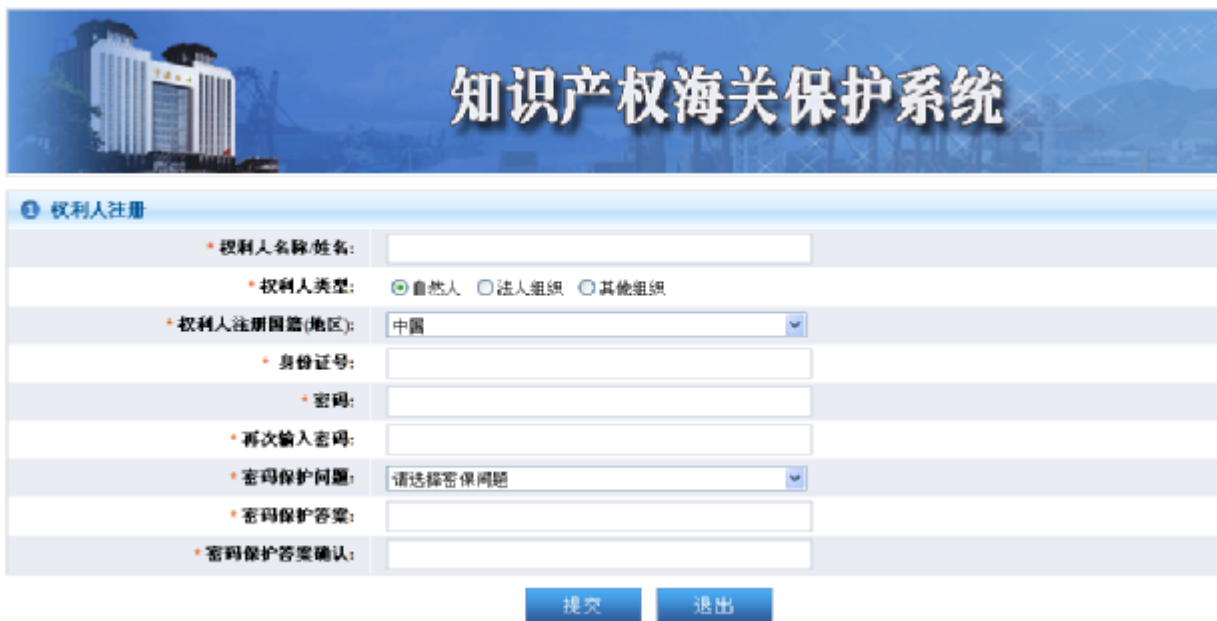 知识产权海关保护系统
1 权利人注册
*权利人名称/姓名:
*权利人类型: 自然人 法人组织 其他组织
*权利人注册国籍(地区): 中国
* 身份证号:
*密码:
*再次输入密码:
*密码保护问题: 请选择密保问题
*密码保护答案:
*密码保护答案确认:
提交 退出